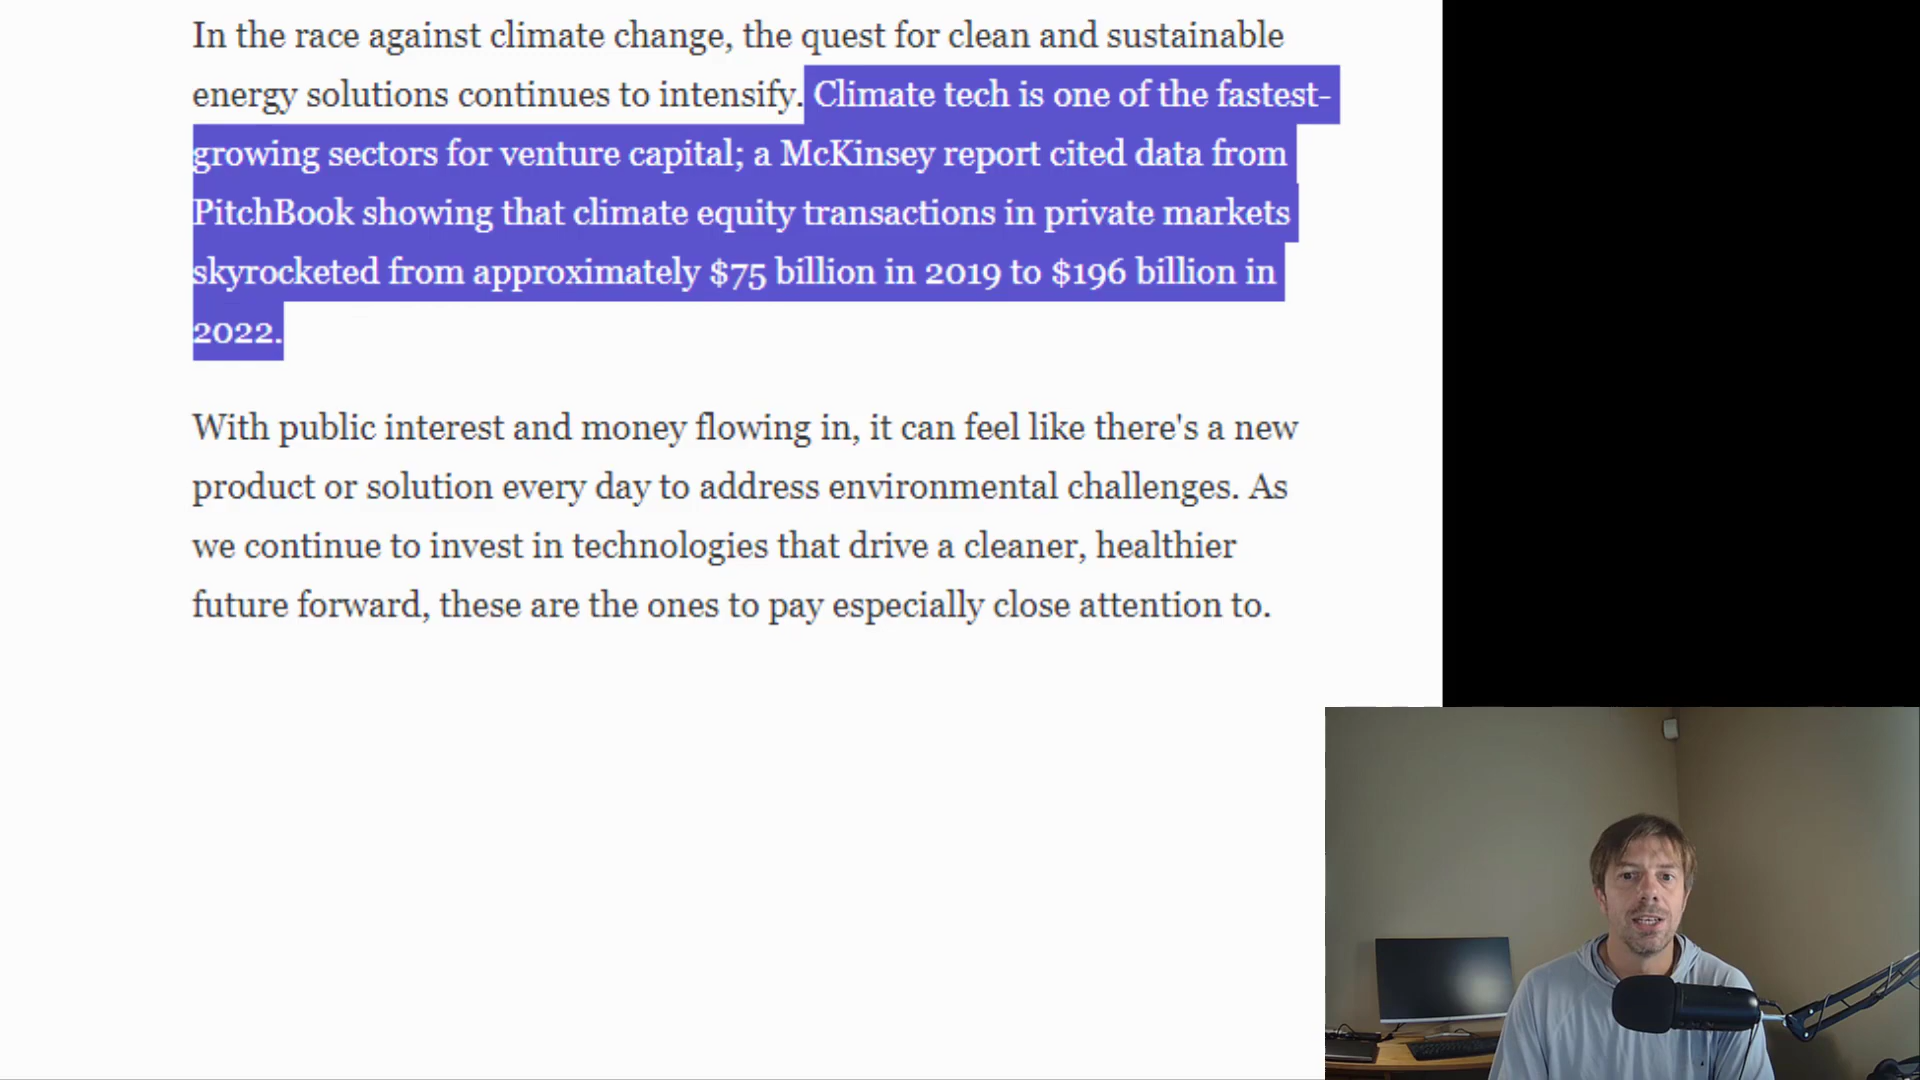 In the race against climate change, the quest for clean and sustainable
energy solutions continues to intensify. Climate tech is one of the fastest-
growing sectors for venture capital; a McKinsey report cited data from
PitchBook showing that climate equity transactions in private markets
skyrocketed from approximately $75 billion in 2019 to $196 billion in
2022.
With public interest and money flowing in, it can feel like there's a new
product or solution every day to address environmental challenges. As
we continue to invest in technologies that drive a cleaner, healthier
future forward, these are the ones to pay especially close attention to.